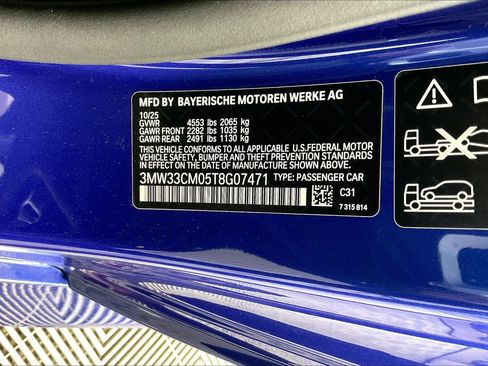 MFD BY BAYERISCHE MOTOREN WERKE AG
10/25
GVWR 4553 lbs 2065 kg
GAWR FRONT 2282 lbs 1035 kg
GAWR REAR 2491 lbs 1130 kg
THIS VEHICLE CONFORMS TO ALL APPLICABLE U.S.FEDERAL MOTOR
VEHICLE SAFETY, BUMPER, AND THEFT PREVENTION STANDARDS
IN EFFECT ON THE DATE OF MANUFACTURE SHOWN ABOVE.
3MW33CM05T8G07471 TYPE: PASSENGER CAR
C31
7 315 814